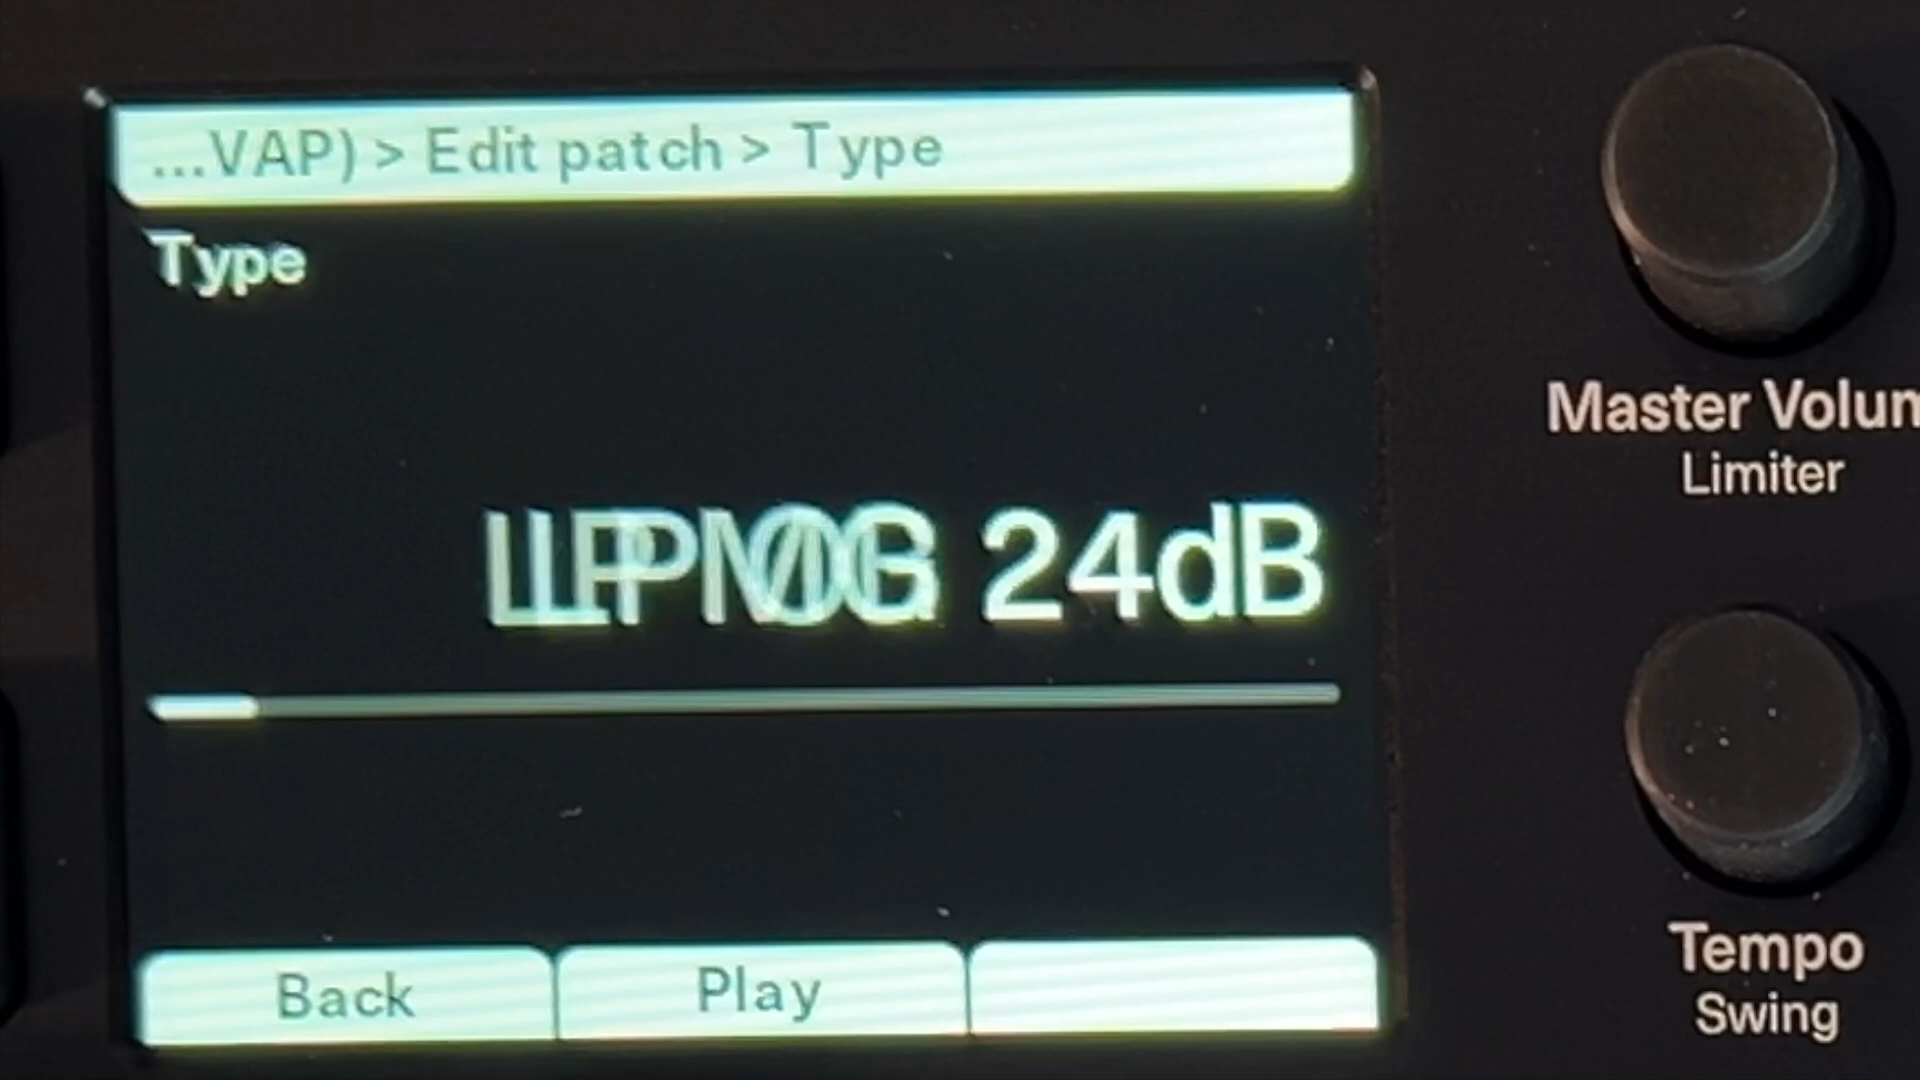 ...VAP) > Edit patch > Type
Type
24dB
Back
Play
Master Volum
Limiter
Tempo
Swing